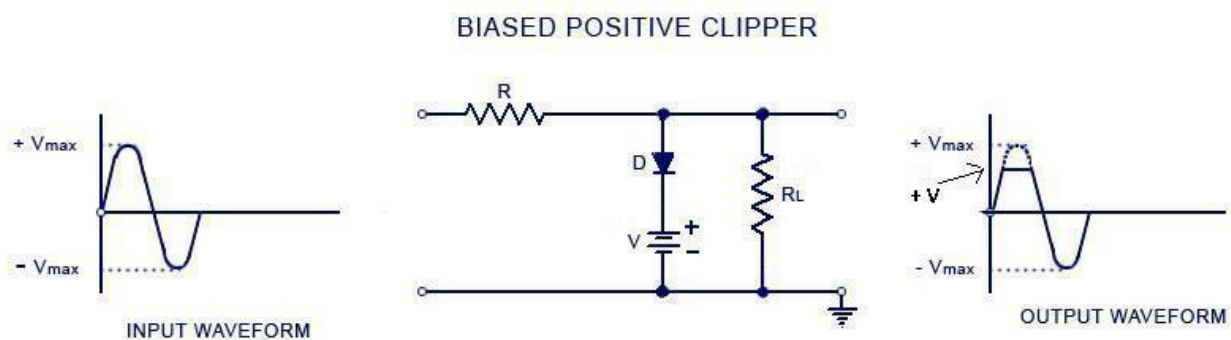 BIASED POSITIVE CLIPPER
+ Vmax
- Vmax
INPUT WAVEFORM
R
D
V
+
-
RL
+ Vmax
+ V
- Vmax
OUTPUT WAVEFORM